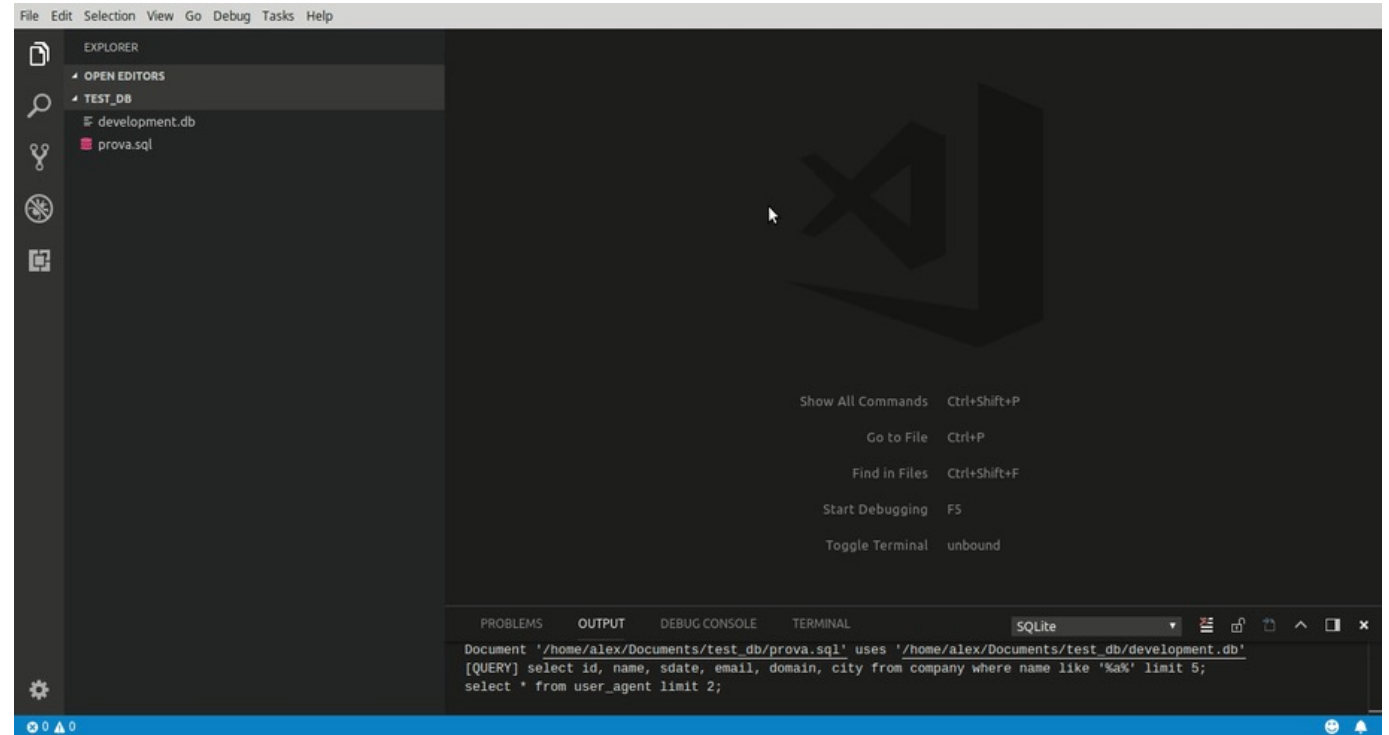 File Edit Selection View Go Debug Tasks Help
EXPLORER
OPEN EDITORS
TEST_DB
development.db
prova.sql
Show All Commands Ctrl+Shift+P
Go to File Ctrl+P
Find in Files Ctrl+Shift+F
Start Debugging F5
Toggle Terminal unbound
PROBLEMS OUTPUT DEBUG CONSOLE TERMINAL SQLite
Document '/home/alex/Documents/test_db/prova.sql' uses '/home/alex/Documents/test_db/development.db'
[QUERY] select id, name, sdate, email, domain, city from company where name like '%a%' limit 5;
select * from user_agent limit 2;
0 0